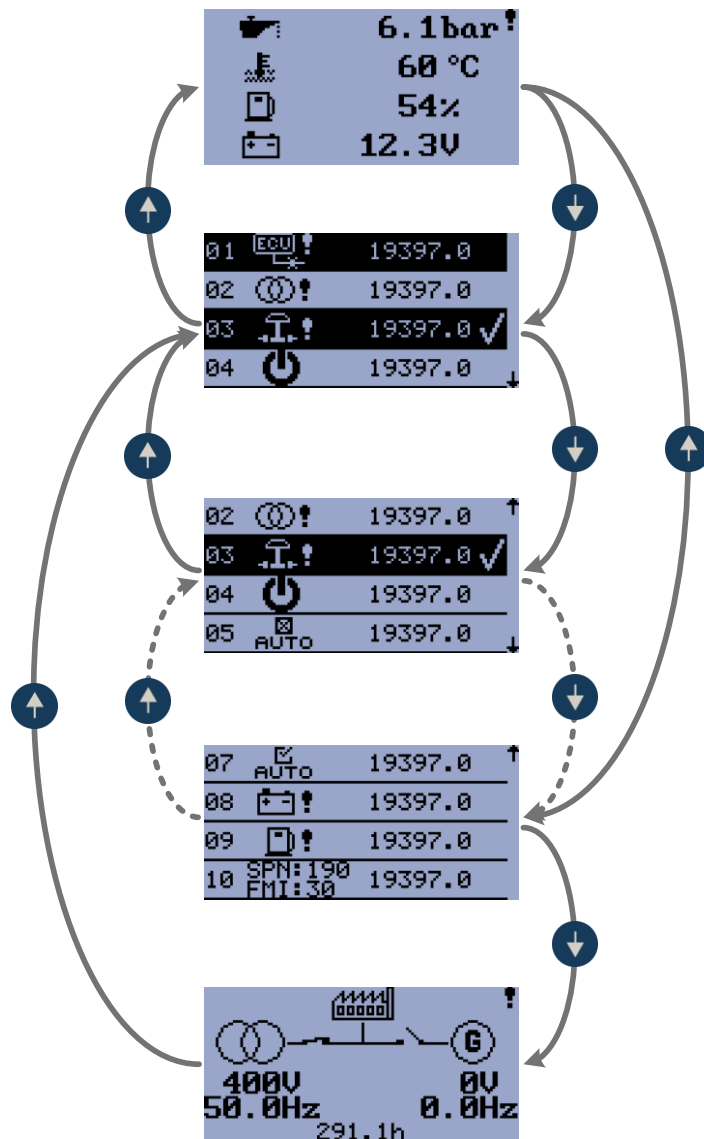 6.1bar
60 °C
54%
12.3V
01 ECU 19397.0
02 19397.0
03 19397.0
04 19397.0
02 19397.0
03 19397.0
04 19397.0
05 AUTO 19397.0
07 AUTO 19397.0
08 19397.0
09 19397.0
10 SPN:190 19397.0
FMI:30
G
400V 0V
50.0Hz 0.0Hz
291.1h